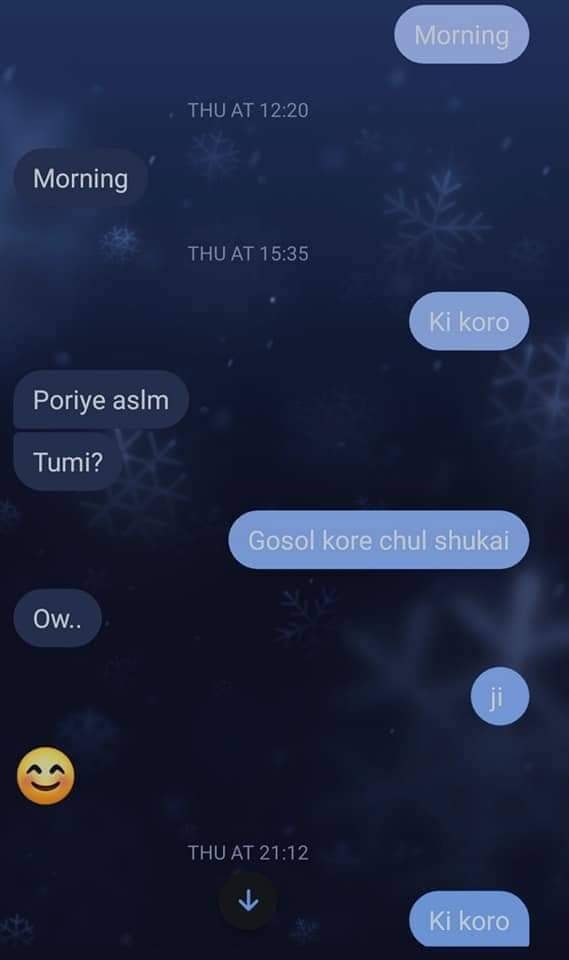 Morning
THU AT 12:20
Morning
THU AT 15:35
Ki koro
Poriye aslm
Tumi?
Gosol kore chul shukai
Ow..
ji
😊
THU AT 21:12
Ki koro